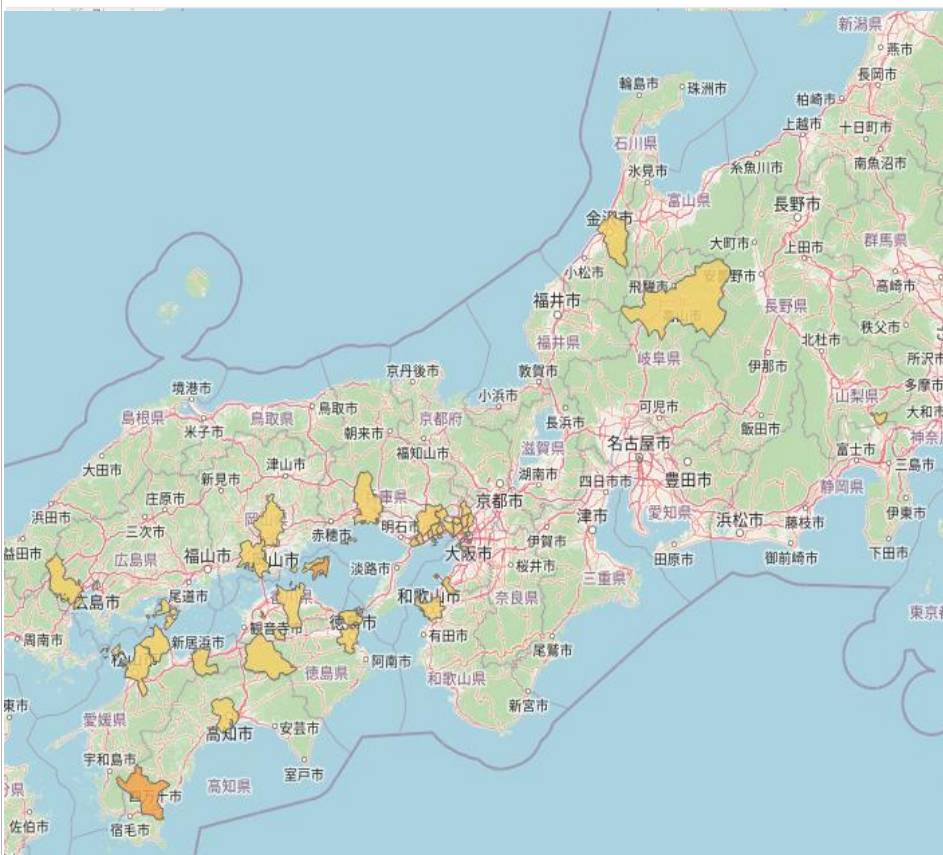 新潟県
燕市
長岡市
輪島市
珠洲市
柏崎市
上越市
十日町市
石川県
南魚沼市
氷見市
糸魚川市
富山県
長野市
金沢市
群馬県
大町市
上田市
小松市
高崎市
飛騨市
福井市
長野県
高山市
秩父市
福井県
北杜市
岐阜県
所沢市
伊那市
京丹後市
敦賀市
多摩市
境港市
小浜市
山梨県
鳥取市
可児市
大和市
島根県
鳥取県
京都府
長浜市
飯田市
米子市
朝来市
名古屋市
富士市
滋賀県
三島市
福知山市
大田市
津山市
湖南市
四日市市
豊田市
新見市
静岡県
庄原市
京都市
浜田市
愛知県
伊東市
津市
浜松市
藤枝市
三次市
赤穂市
明石市
益田市
伊賀市
広島県
福山市
大阪市
下田市
田原市
御前崎市
淡路市
桜井市
三重県
尾道市
和歌山市
奈良県
広島市
東京都
観音寺市
徳島市
有田市
周南市
新居浜市
尾鷲市
松山市
阿南市
徳島県
和歌山県
新宮市
愛媛県
安芸市
高知市
宇和島市
室戸市
高知県
四万十市
佐伯市
宿毛市